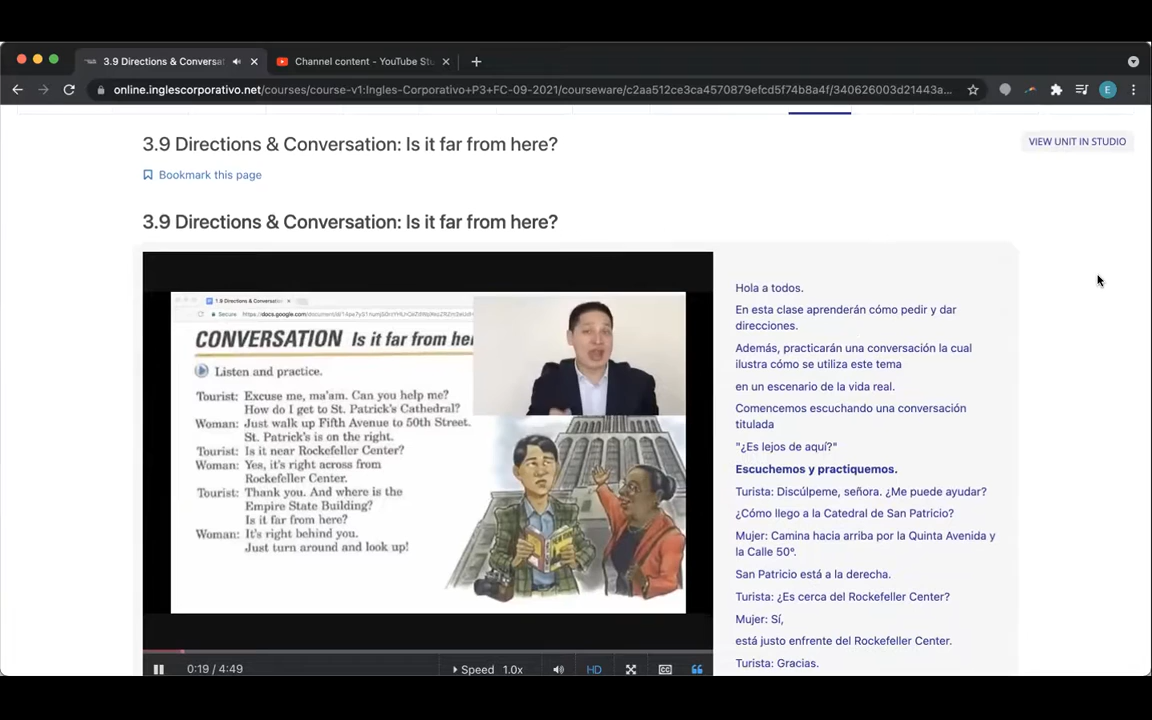 3.9 Directions & Conversa
Channel content - YouTube Stu
online.inglescorporativo.net/courses/course-v1:Ingles-Corporativo+P3+FC-09-2021/courseware/c2aa512ce3ca4570879efcd5f74b8a4f/340626003d21443a...
E
3.9 Directions & Conversation: Is it far from here?
VIEW UNIT IN STUDIO
Bookmark this page
3.9 Directions & Conversation: Is it far from here?
1.9 Directions & Conversation
Secure
CONVERSATION Is it far from he
Listen and practice.
Tourist: Excuse me, ma'am. Can you help me?
How do I get to St. Patrick's Cathedral?
Woman: Just walk up Fifth Avenue to 50th Street.
St. Patrick's is on the right.
Tourist: Is it near Rockefeller Center?
Woman: Yes, it's right across from
Rockefeller Center.
Tourist: Thank you. And where is the
Empire State Building?
Is it far from here?
Woman: It's right behind you.
Just turn around and look up!
0:19 / 4:49
Speed 1.0x
HD
CC
Hola a todos.
En esta clase aprenderán cómo pedir y dar
direcciones.
Además, practicarán una conversación la cual
ilustra cómo se utiliza este tema
en un escenario de la vida real.
Comencemos escuchando una conversación
titulada
"¿Es lejos de aquí?"
Escuchemos y practiquemos.
Turista: Discúlpeme, señora. ¿Me puede ayudar?
¿Cómo llego a la Catedral de San Patricio?
Mujer: Camina hacia arriba por la Quinta Avenida y
la Calle 50°.
San Patricio está a la derecha.
Turista: ¿Es cerca del Rockefeller Center?
Mujer: Sí,
está justo enfrente del Rockefeller Center.
Turista: Gracias.